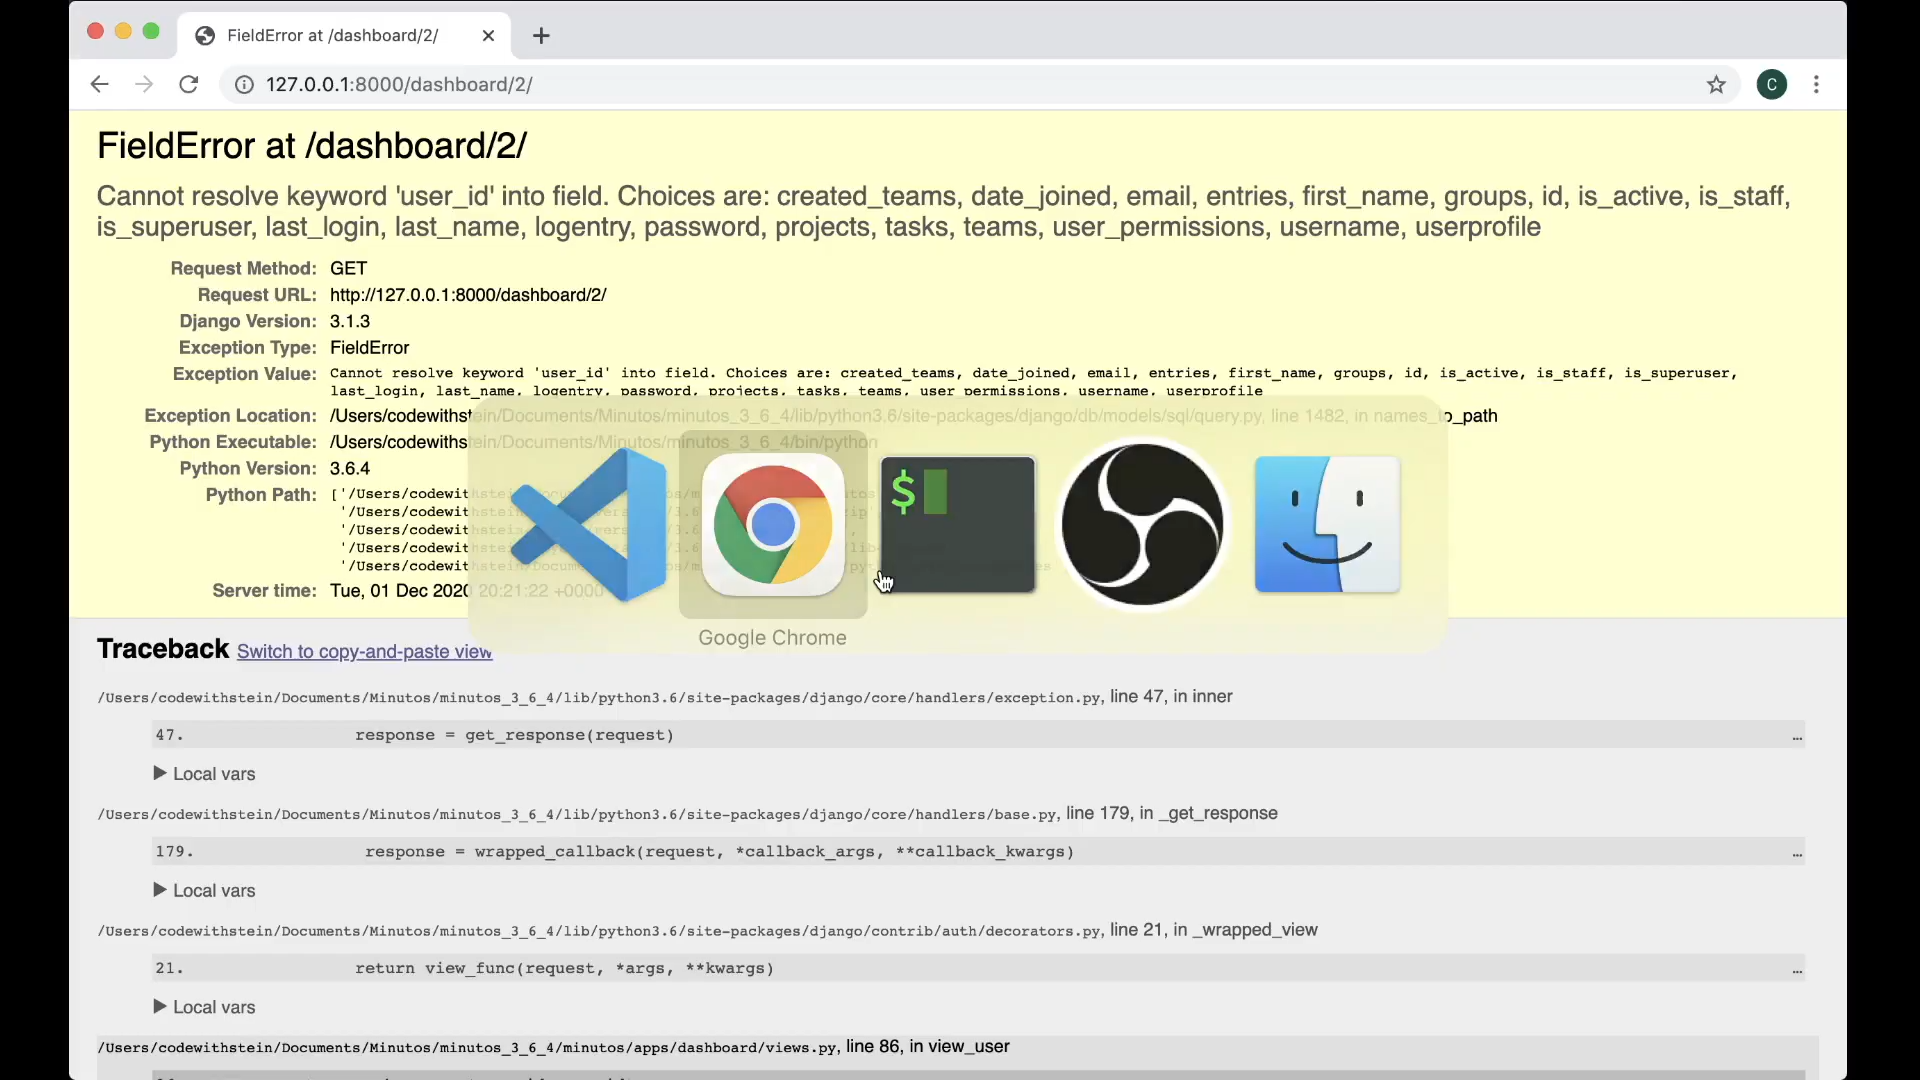 FieldError at /dashboard/2/
127.0.0.1:8000/dashboard/2/
C
FieldError at /dashboard/2/
Cannot resolve keyword 'user_id' into field. Choices are: created_teams, date_joined, email, entries, first_name, groups, id, is_active, is_staff,
is_superuser, last_login, last_name, logentry, password, projects, tasks, teams, user_permissions, username, userprofile
Request Method: GET
Request URL: http://127.0.0.1:8000/dashboard/2/
Django Version: 3.1.3
Exception Type: FieldError
Exception Value: Cannot resolve keyword 'user_id' into field. Choices are: created_teams, date_joined, email, entries, first_name, groups, id, is_active, is_staff, is_superuser,
last_login, last_name, logentry, password, projects, tasks, teams, user_permissions, username, userprofile
Exception Location: /Users/codewithstein/Documents/Minutos/minutos_3_6_4/lib/python3.6/site-packages/django/db/models/sql/query.py, line 1482, in names_to_path
Python Executable: /Users/codewithstein/Documents/Minutos/minutos_3_6_4/bin/python
Python Version: 3.6.4
Python Path: ['/Users/codewithstein
'/Users/codewithstein
'/Users/codewithstein
'/Users/codewithstein
'/Users/codewithstein
Server time: Tue, 01 Dec 2020 20:21:22 +0000
$
Google Chrome
Traceback Switch to copy-and-paste view
/Users/codewithstein/Documents/Minutos/minutos_3_6_4/lib/python3.6/site-packages/django/core/handlers/exception.py, line 47, in inner
47. response = get_response(request) …
Local vars
/Users/codewithstein/Documents/Minutos/minutos_3_6_4/lib/python3.6/site-packages/django/core/handlers/base.py, line 179, in _get_response
179. response = wrapped_callback(request, *callback_args, **callback_kwargs) …
Local vars
/Users/codewithstein/Documents/Minutos/minutos_3_6_4/lib/python3.6/site-packages/django/contrib/auth/decorators.py, line 21, in _wrapped_view
21. return view_func(request, *args, **kwargs) …
Local vars
/Users/codewithstein/Documents/Minutos/minutos_3_6_4/minutos/apps/dashboard/views.py, line 86, in view_user